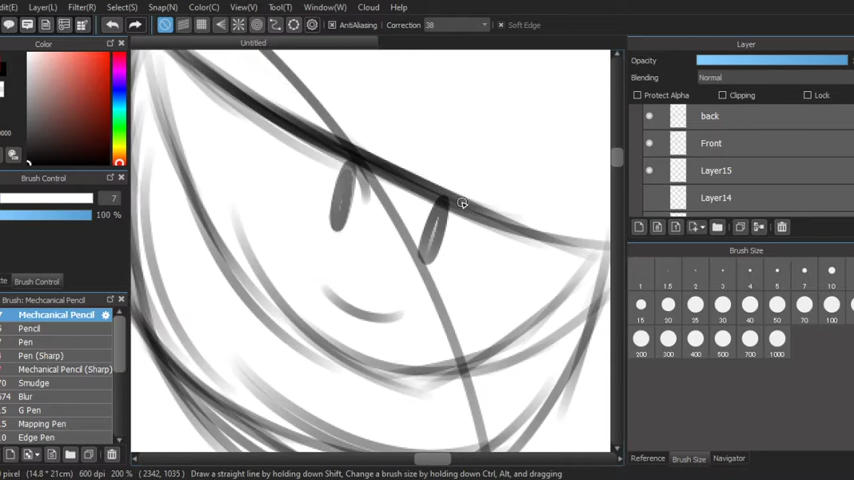 Layer(L) Filter(R) Select(S) Snap(N) Color(C) View(V) Tool(T) Window(W) Cloud Help
AntiAliasing Correction 38 Soft Edge
Color
Untitled
Layer
Opacity
Blending Normal
Protect Alpha Clipping Lock
back
Front
Layer15
Layer14
Brush Control
7
100 %
Brush Control
Brush: Mechcanical Pencil
Mechcanical Pencil
Pencil
Pen
Pen (Sharp)
Mechanical Pencil (Sharp)
Smudge
Blur
G Pen
Mapping Pen
Edge Pen
Brush Size
1 1.5 2 3 4 5 7 10
15 20 25 30 40 50 70 100
200 300 400 500 700 1000
Reference Brush Size Navigator
pixel (14.8 * 21cm) 600 dpi 200 % (2342, 1035) Draw a straight line by holding down Shift, Change a brush size by holding down Ctrl, Alt, and dragging